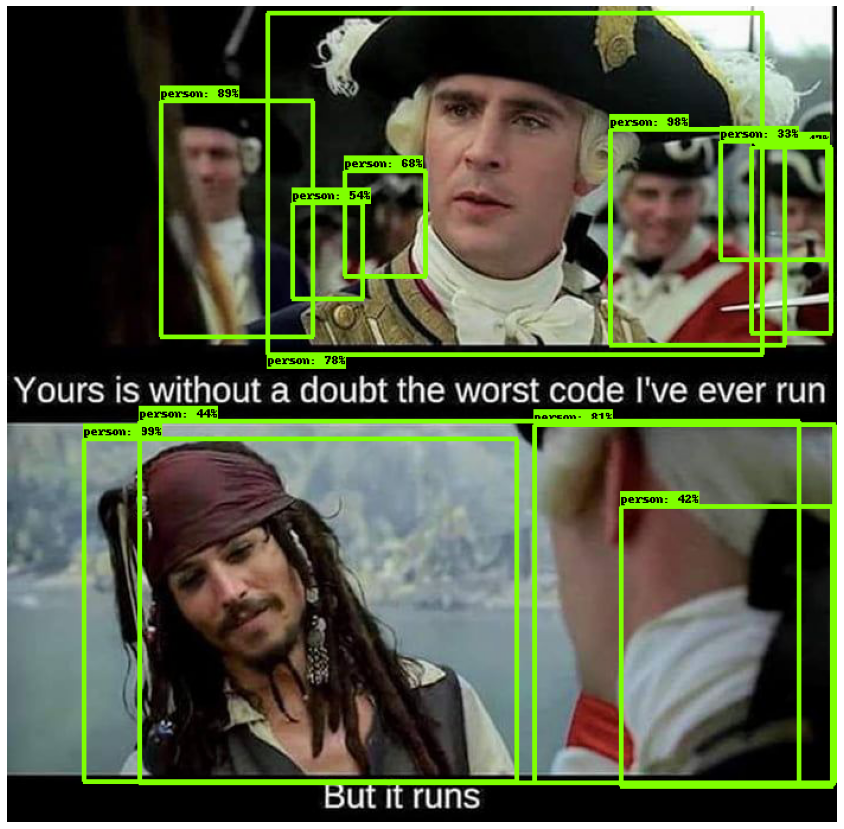 person: 89%
person: 98%
person: 33%
person: 68%
person: 54%
person: 78%
Yours is without a doubt the worst code I've ever run
person: 44%
person: 81%
person: 99%
person: 42%
But it runs